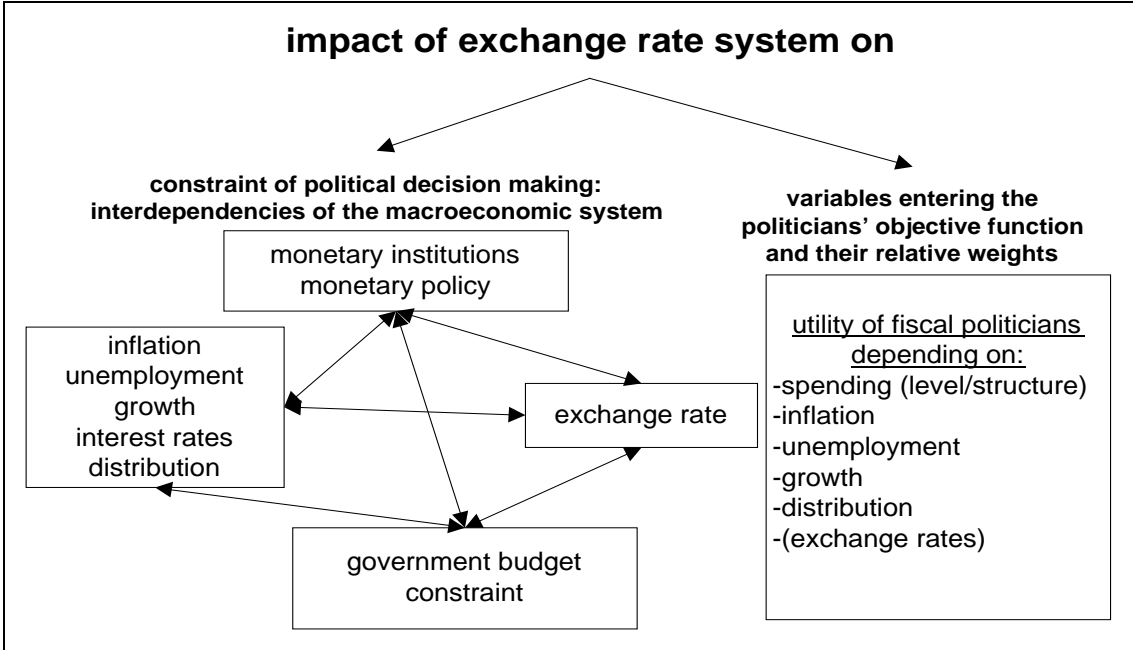 impact of exchange rate system on
constraint of political decision making:
interdependencies of the macroeconomic system
monetary institutions
monetary policy
inflation
unemployment
growth
interest rates
distribution
exchange rate
government budget
constraint
variables entering the
politicians’ objective function
and their relative weights
utility of fiscal politicians
depending on:
-spending (level/structure)
-inflation
-unemployment
-growth
-distribution
-(exchange rates)